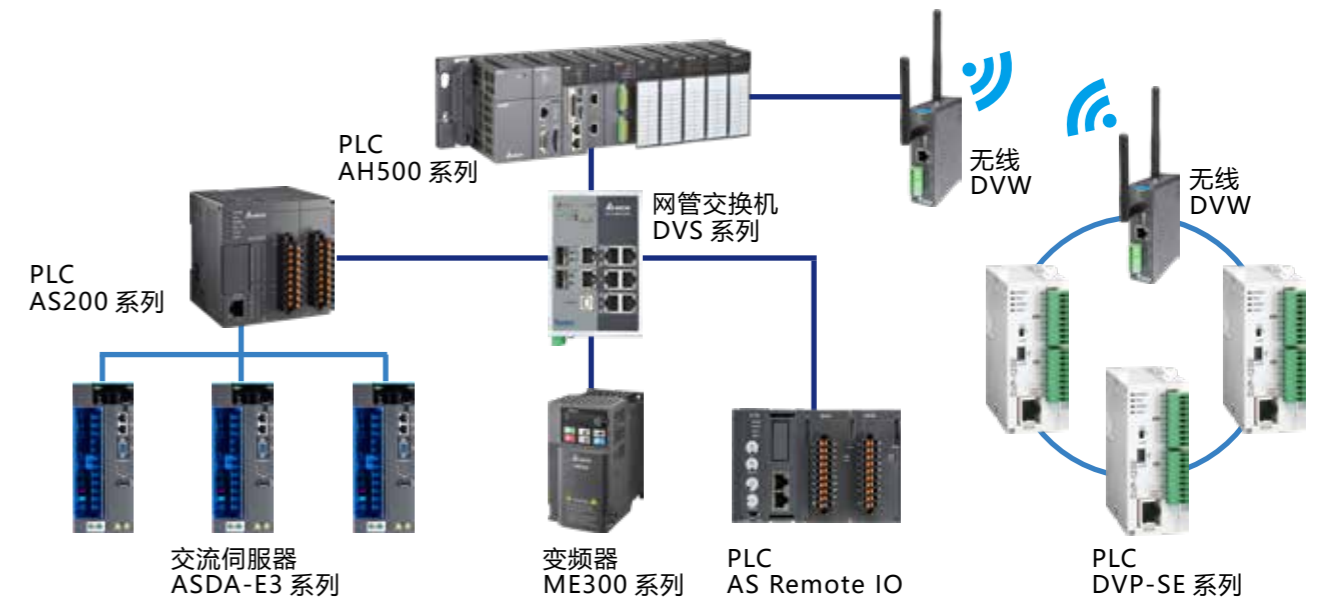 PLC
AH500 系列
无线
DVW
无线
DVW
网管交换机
DVS 系列
PLC
AS200 系列
交流伺服器
ASDA-E3 系列
变频器
ME300 系列
PLC
AS Remote IO
PLC
DVP-SE 系列